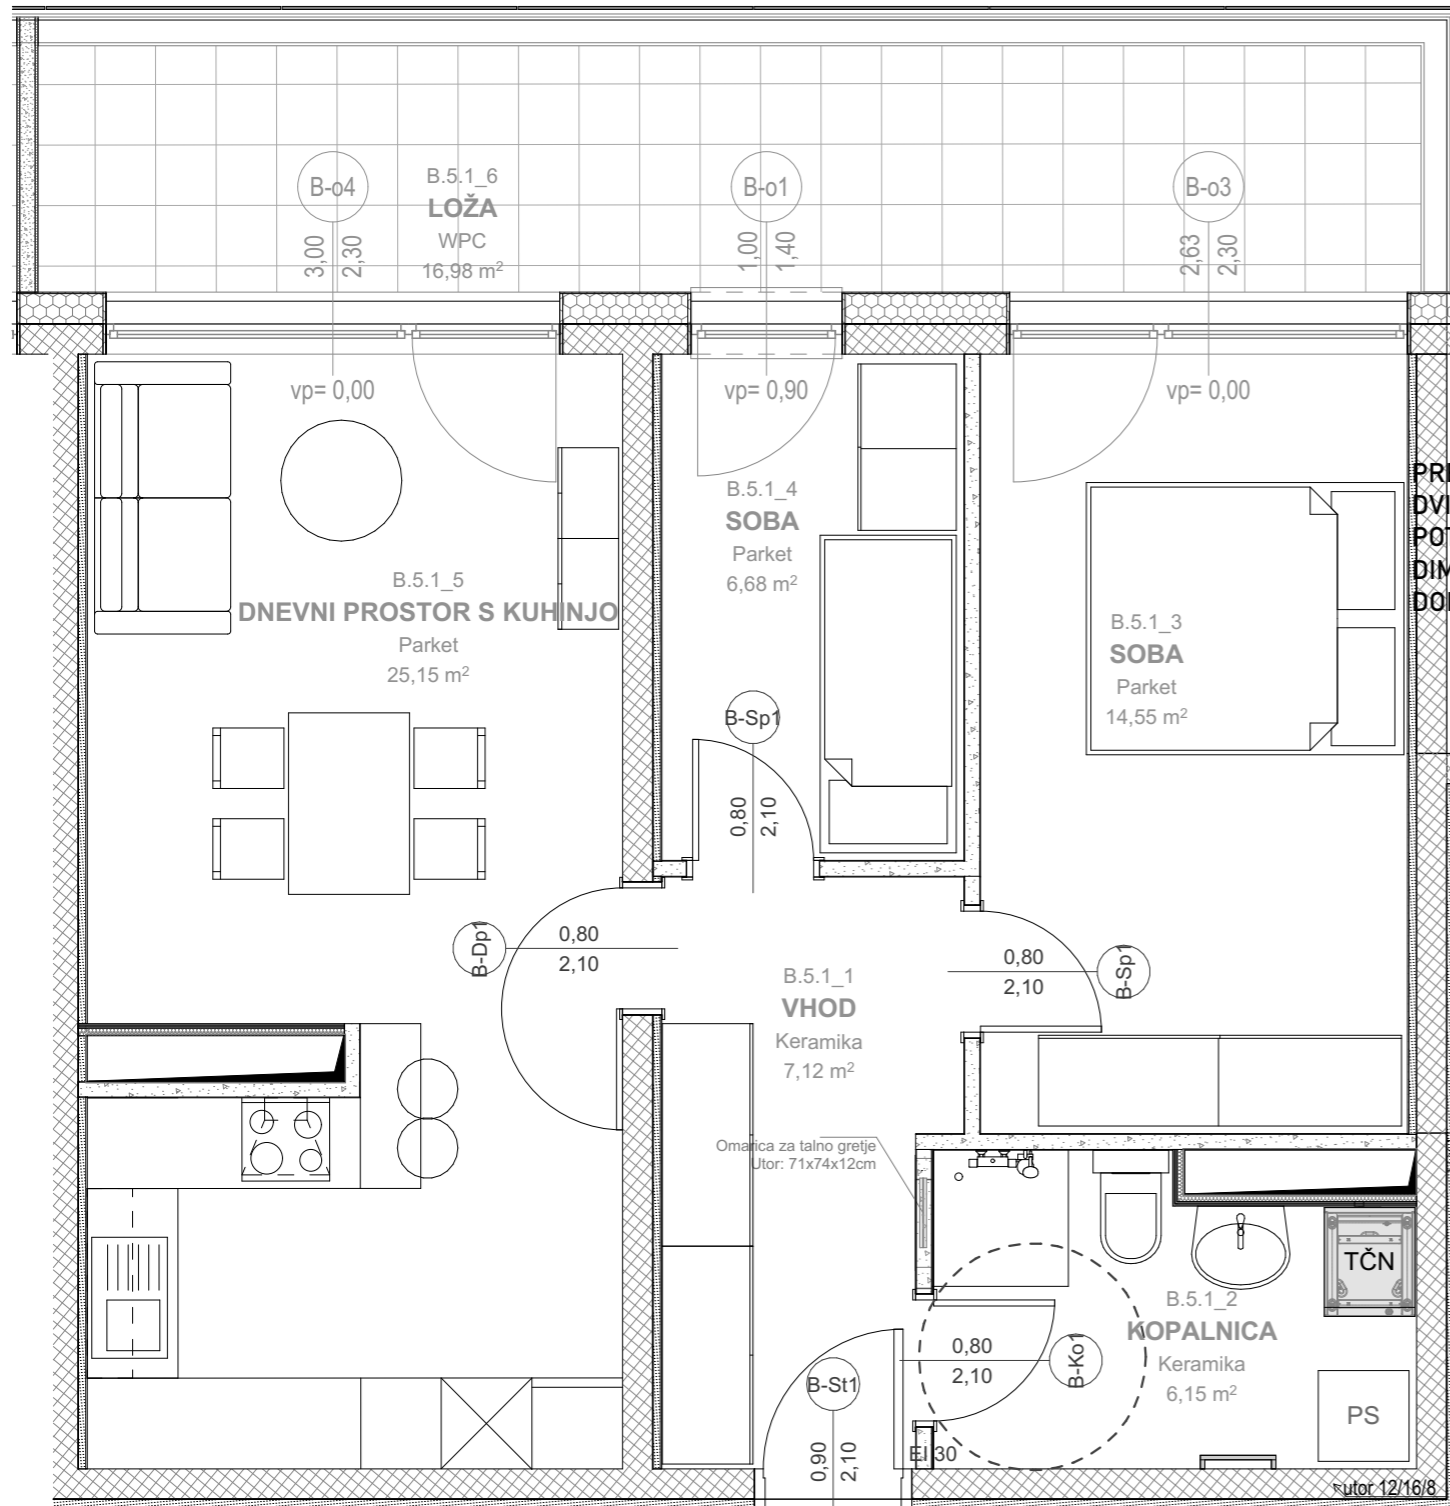 B-o4
3,00
2,30
B.5.1_6
LOŽA
WPC
16,98 m²
B-o1
1,00
1,40
B-o3
2,63
2,30
vp= 0,00
vp= 0,90
vp= 0,00
B.5.1_5
DNEVNI PROSTOR S KUHINJO
Parket
25,15 m²
B.5.1_4
SOBA
Parket
6,68 m²
B.5.1_3
SOBA
Parket
14,55 m²
B-Sp1
0,80
2,10
B-Dp1
0,80
2,10
B.5.1_1
VHOD
Keramika
7,12 m²
0,80
2,10
B-Sp1
Omarica za talno gretje
Utor: 71x74x12cm
TČN
B.5.1_2
KOPALNICA
Keramika
6,15 m²
0,80
2,10
B-Ko1
B-St1
0,90
2,10
EI 30
PS
utor 12/16/8